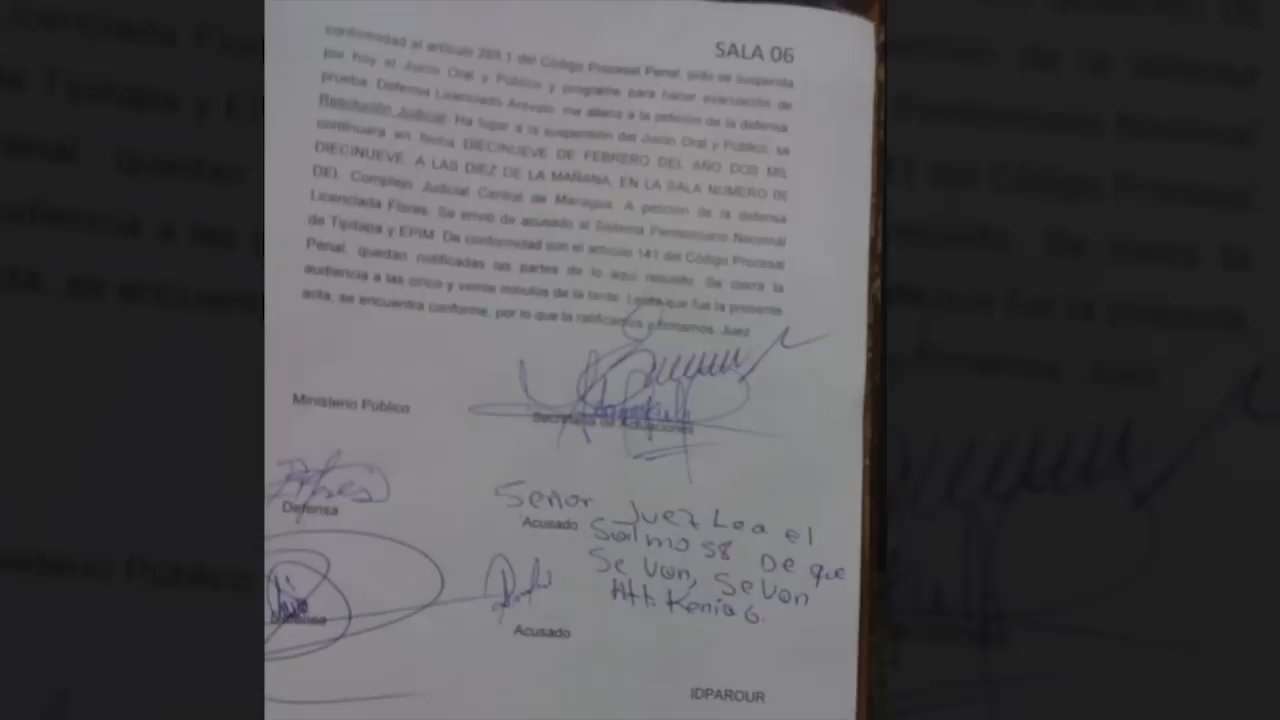 SALA 06
conformidad al artículo 288.1 del Código Procesal Penal, pido se suspenda
por hoy el Juicio Oral y Público y programe para hacer evacuación de
prueba. Defensa Licenciado Arevalo: me allano a la petición de la defensa
Resolución Judicial: Ha lugar a la suspensión del Juicio Oral y Público, se
continuara en fecha DIECINUEVE DE FEBRERO DEL AÑO DOS MIL
DIECINUEVE. A LAS DIEZ DE LA MAÑANA, EN LA SALA NUMERO 06
DEL Complejo Judicial Central de Managua. A petición de la defensa
Licenciada Flores. Se envio de acusado al Sistema Penitenciario Nacional
de Tipitapa y EPIM. De conformidad con el artículo 141 del Código Procesal
Penal, quedan notificadas las partes de lo aquí resuelto. Se cierra la
audiencia a las cinco y veinte minutos de la tarde. Leída que fue la presente
acta, se encuentra conforme, por lo que la ratificamos y firmamos. Juez
Ministerio Público
Secretaria de Actuaciones
Defensa
Acusado
Señor Juez Lea el
Salmo 58 De que
Se Van, Se Van
Att. Kenia G.
Defensa
Acusado
IDPAROUR